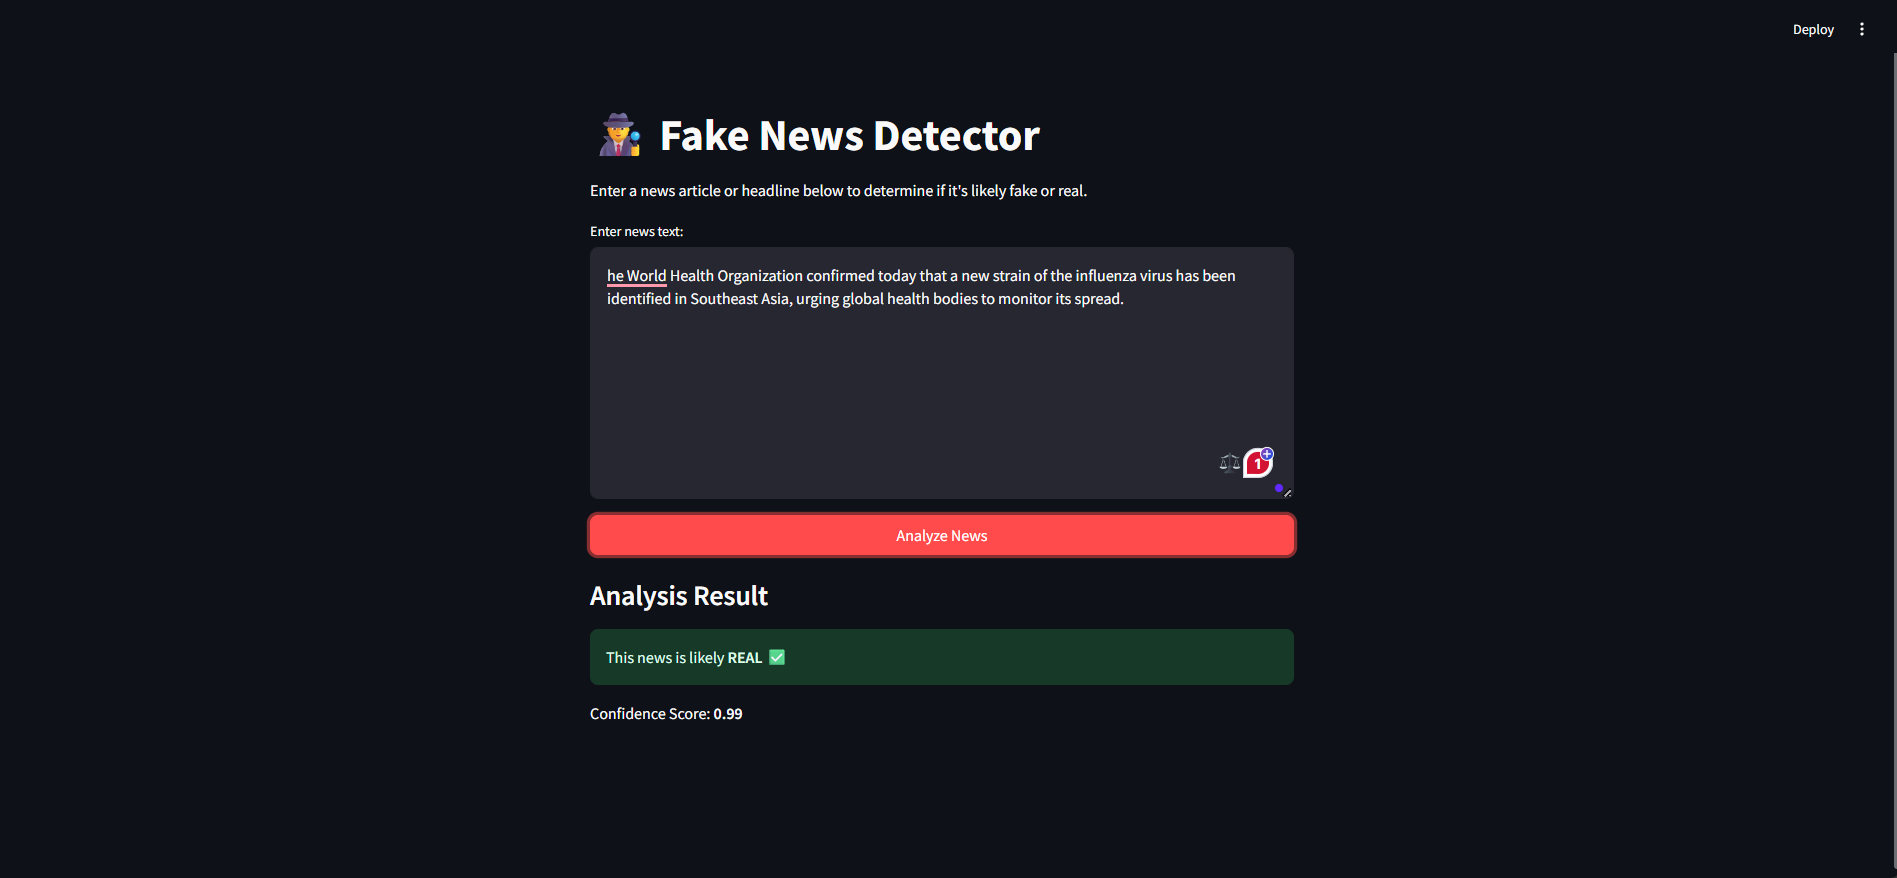 Deploy
Fake News Detector
Enter a news article or headline below to determine if it's likely fake or real.
Enter news text:
he World Health Organization confirmed today that a new strain of the influenza virus has been
identified in Southeast Asia, urging global health bodies to monitor its spread.
1
Analyze News
Analysis Result
This news is likely REAL ✅
Confidence Score: 0.99